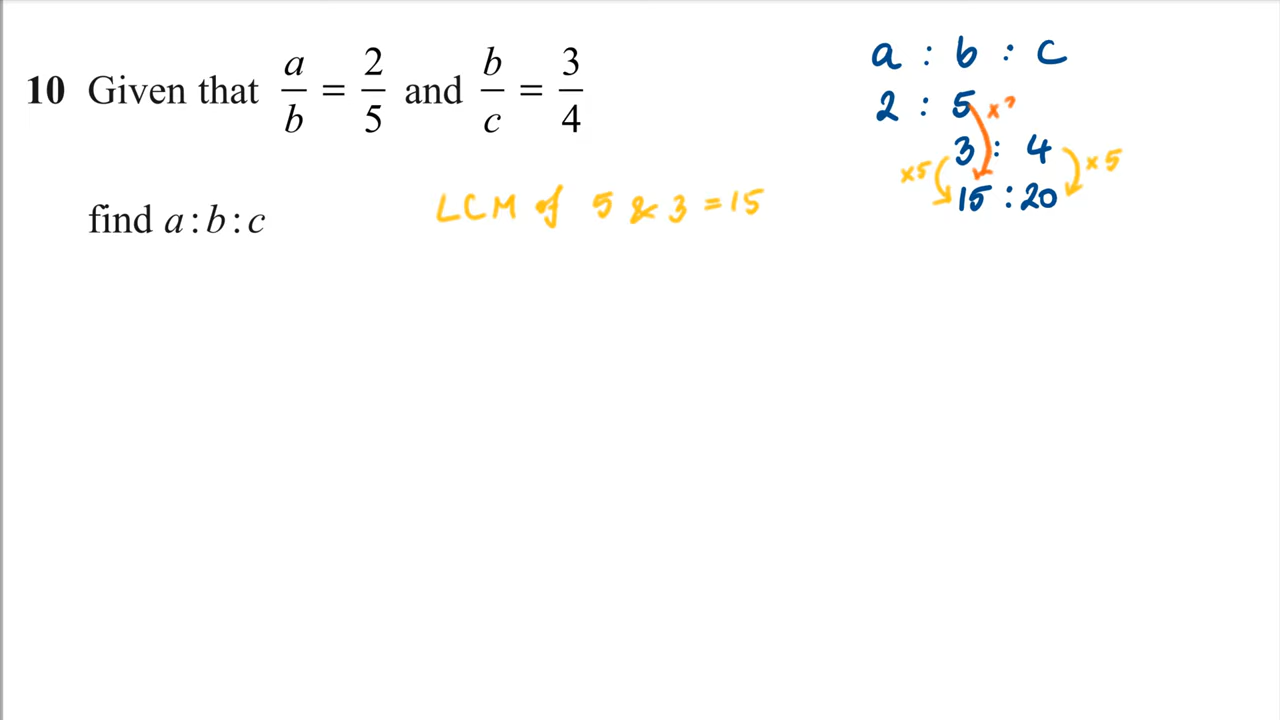 10 Given that a/b = 2/5 and b/c = 3/4
find a : b : c
LCM of 5 & 3 = 15
a : b : c
2 : 5
3 : 4
15 : 20
×5
×5